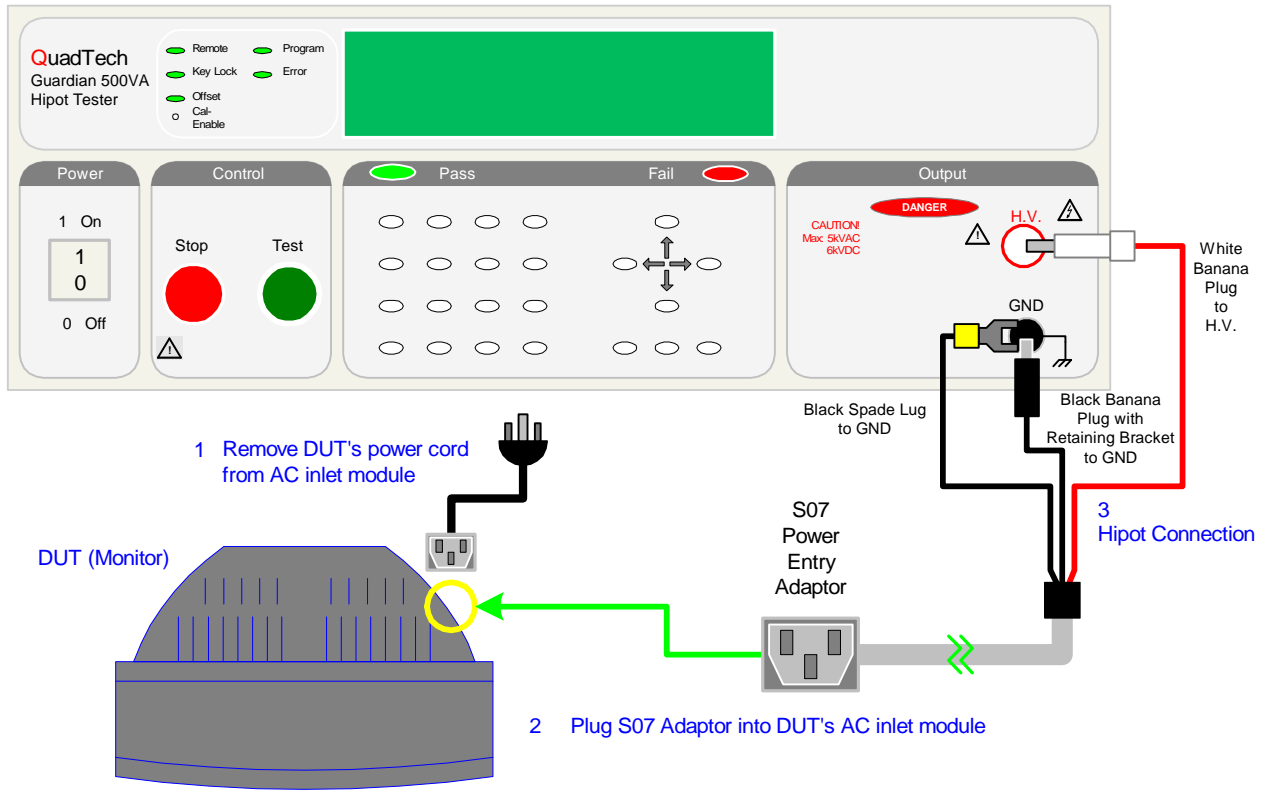 QuadTech
Guardian 500VA
Hipot Tester
Remote
Program
Key Lock
Error
Offset
Cal-
Enable
Power
1 On
1
0
0 Off
Control
Stop
Test
Pass
Fail
Output
DANGER
CAUTION!
Max: 5kVAC
6kVDC
H.V.
GND
White
Banana
Plug
to
H.V.
Black Spade Lug
to GND
Black Banana
Plug with
Retaining Bracket
to GND
1 Remove DUT's power cord
from AC inlet module
DUT (Monitor)
S07
Power
Entry
Adaptor
3
Hipot Connection
2 Plug S07 Adaptor into DUT's AC inlet module